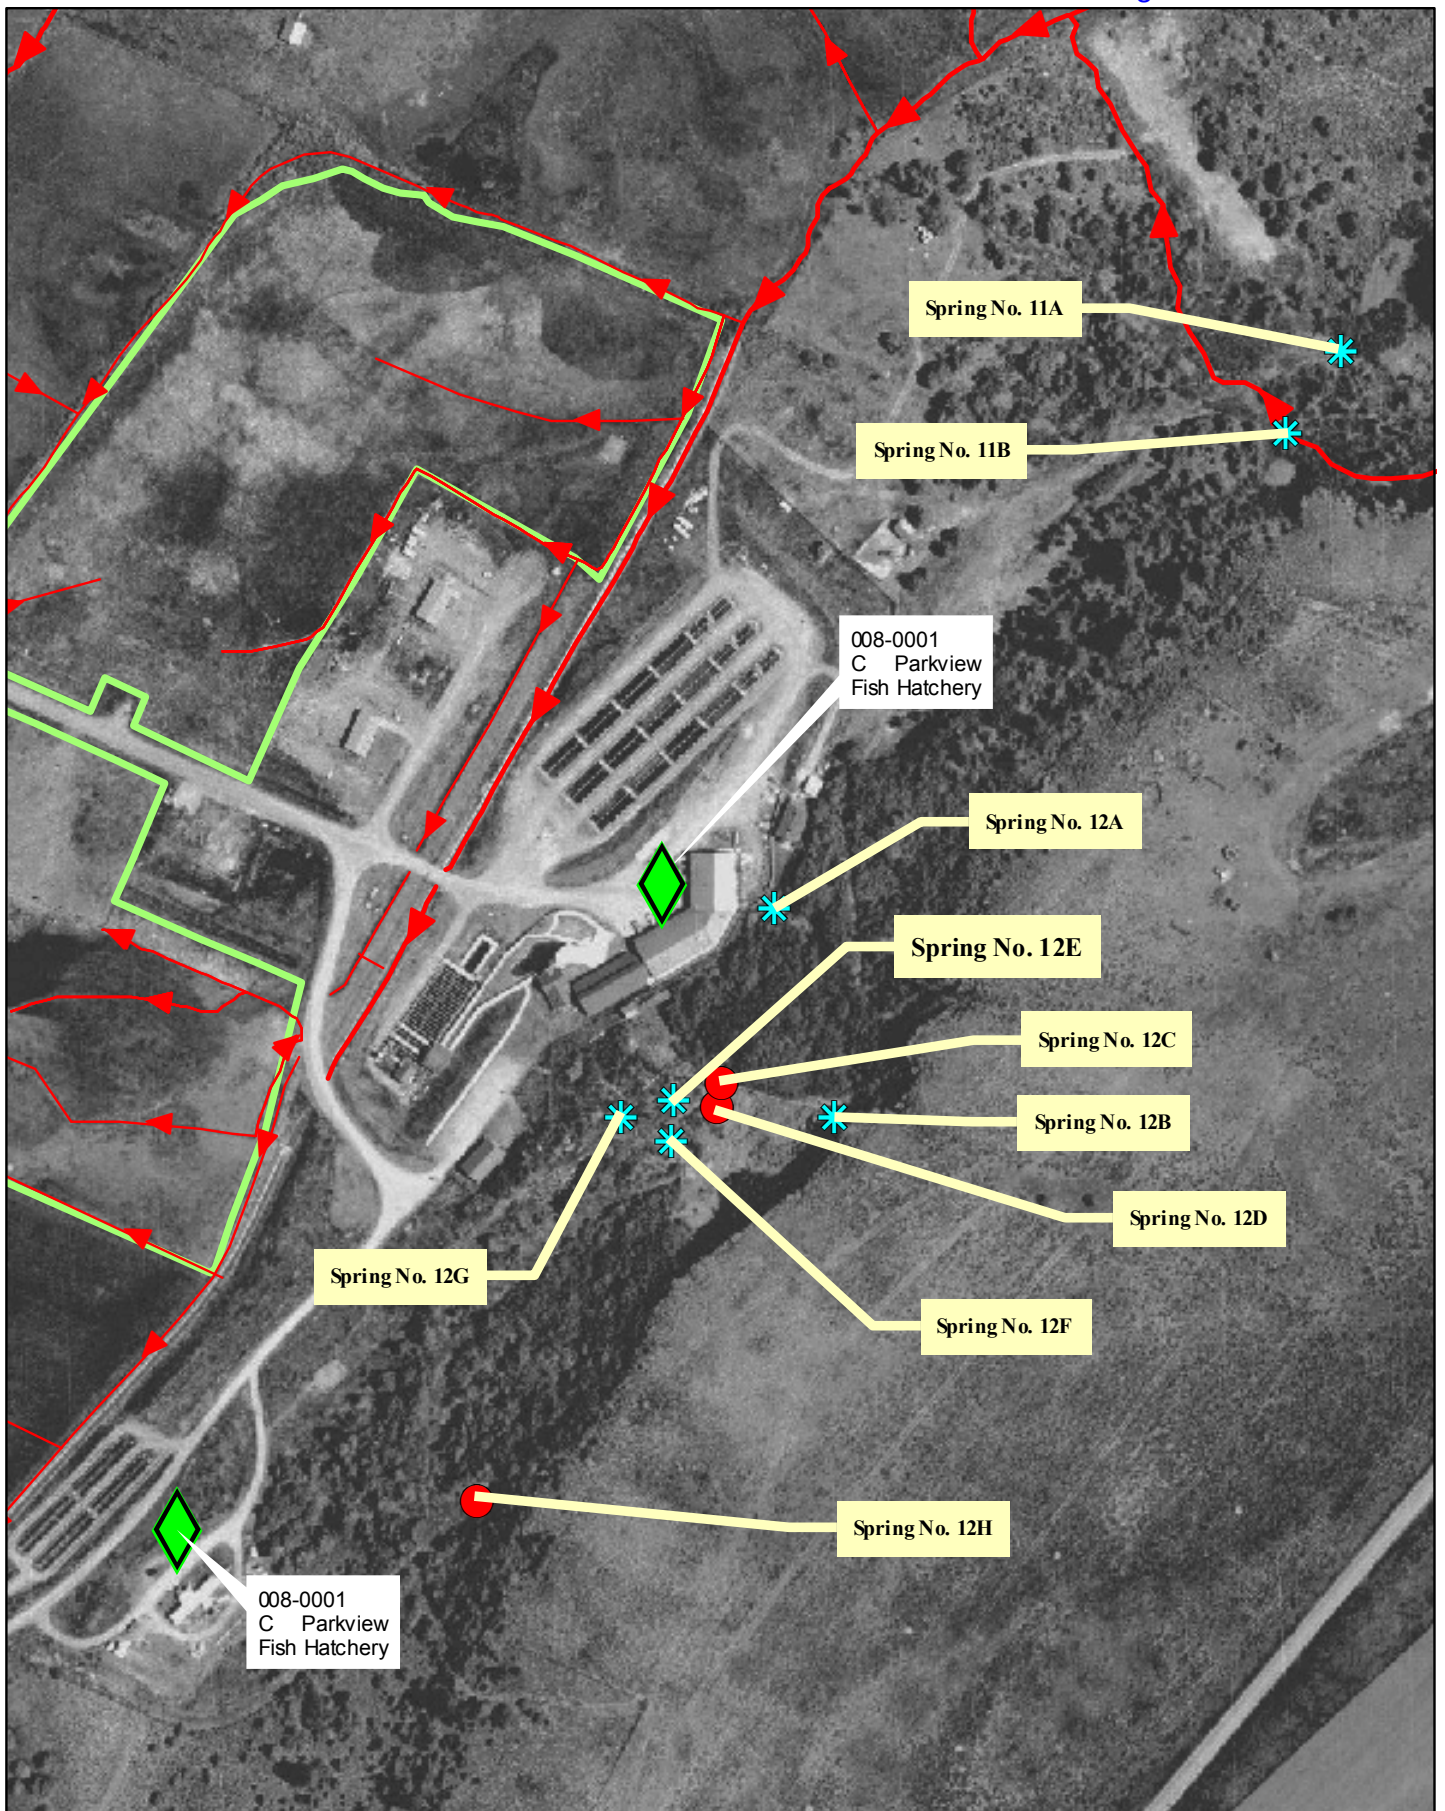 Spring No. 11A
Spring No. 11B
008-0001
C Parkview
Fish Hatchery
Spring No. 12A
Spring No. 12E
Spring No. 12C
Spring No. 12B
Spring No. 12D
Spring No. 12G
Spring No. 12F
Spring No. 12H
008-0001
C Parkview
Fish Hatchery